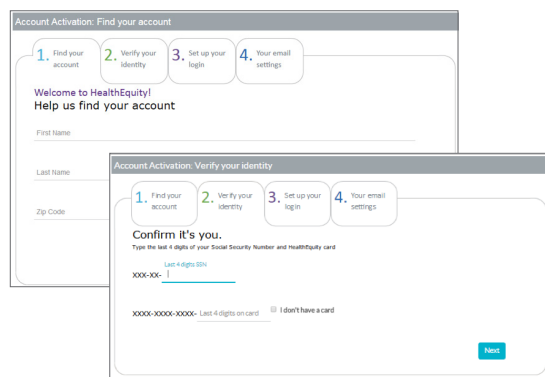 Account Activation: Find your account
1. Find your account
2. Verify your identity
3. Set up your login
4. Your email settings
Welcome to HealthEquity!
Help us find your account
First Name
Last Name
Zip Code
Account Activation: Verify your identity
1. Find your account
2. Verify your identity
3. Set up your login
4. Your email settings
Confirm it's you.
Type the last 4 digits of your Social Security Number and HealthEquity card
Last 4 digits SSN
XXX-XX-
XXXX-XXXX-XXXX- Last 4 digits on card I don't have a card
Next